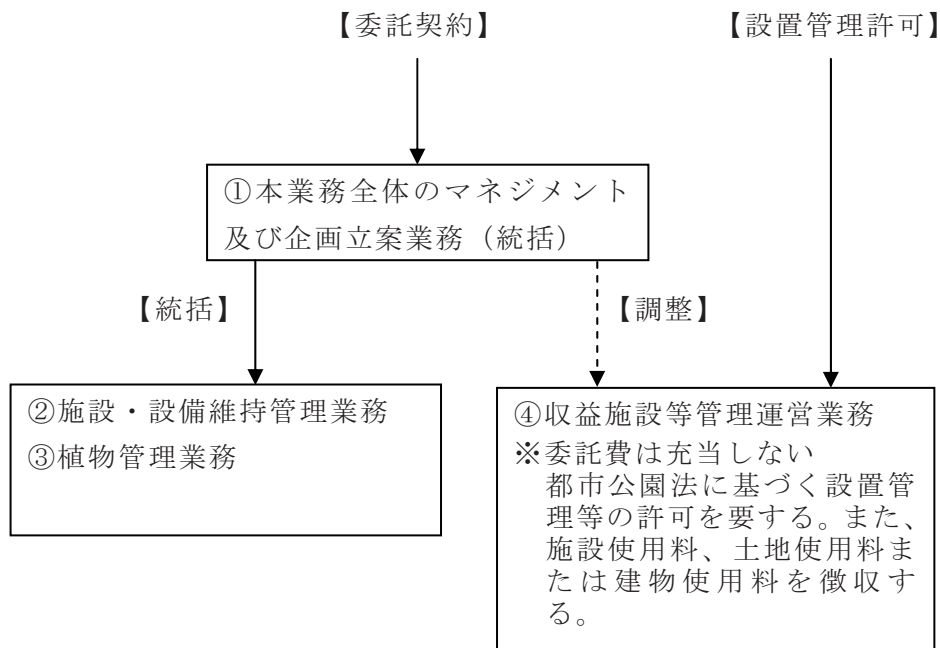 【委託契約】
【設置管理許可】
①本業務全体のマネジメント
及び企画立案業務（統括）
【統括】
【調整】
②施設・設備維持管理業務
③植物管理業務
④収益施設等管理運営業務
※委託費は充当しない
都市公園法に基づく設置管
理等の許可を要する。また、
施設使用料、土地使用料ま
たは建物使用料を徴収す
る。